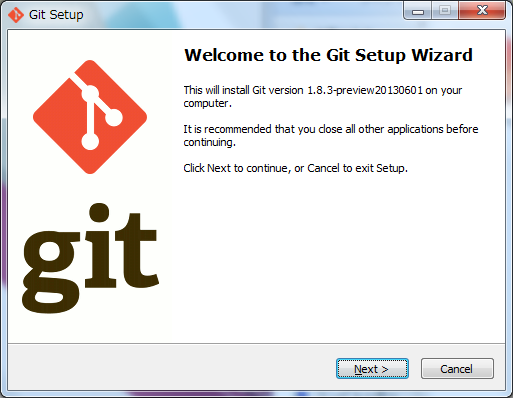 Git Setup
Welcome to the Git Setup Wizard
This will install Git version 1.8.3-preview20130601 on your
computer.
It is recommended that you close all other applications before
continuing.
Click Next to continue, or Cancel to exit Setup.
git
Next >
Cancel